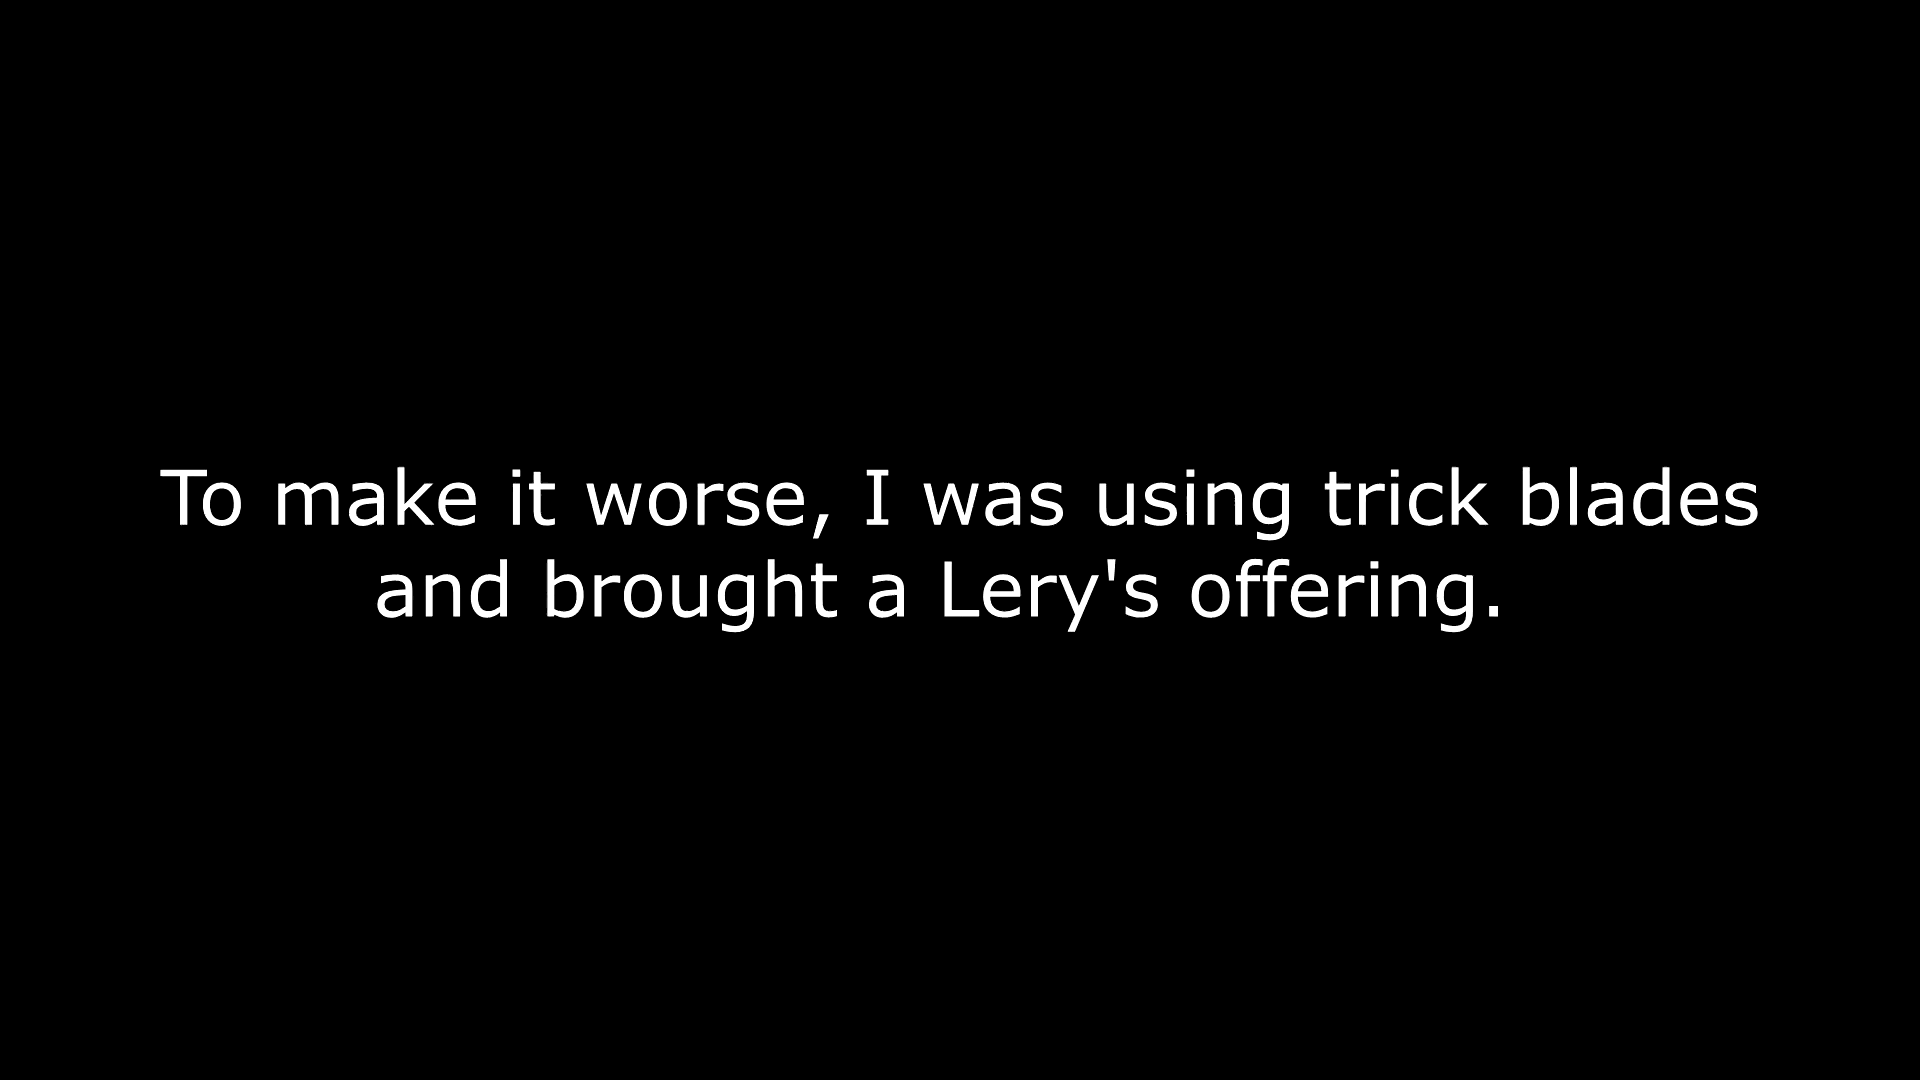 To make it worse, I was using trick blades
and brought a Lery's offering.